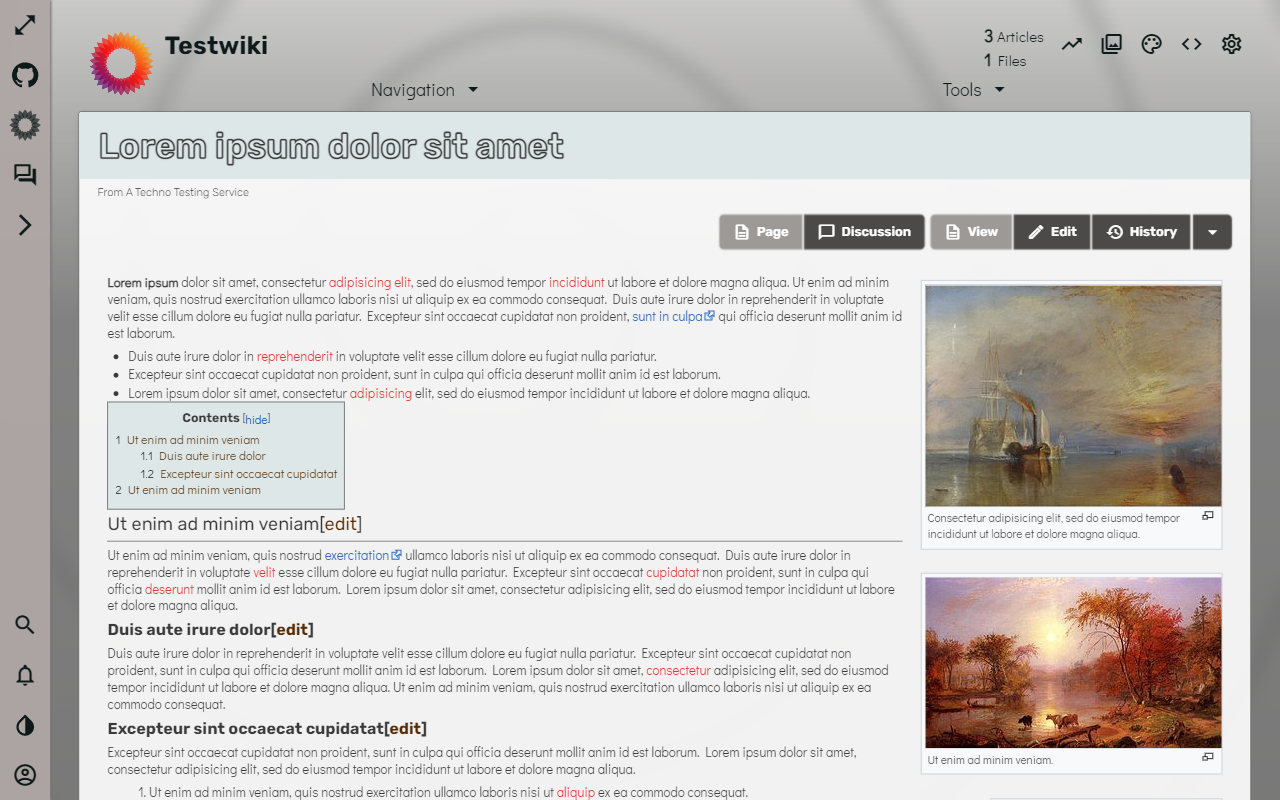 Testwiki
3 Articles
1 Files
Navigation
Tools
Lorem ipsum dolor sit amet
From A Techno Testing Service
Page
Discussion
View
Edit
History
Lorem ipsum dolor sit amet, consectetur adipisicing elit, sed do eiusmod tempor incididunt ut labore et dolore magna aliqua. Ut enim ad minim
veniam, quis nostrud exercitation ullamco laboris nisi ut aliquip ex ea commodo consequat. Duis aute irure dolor in reprehenderit in voluptate
velit esse cillum dolore eu fugiat nulla pariatur. Excepteur sint occaecat cupidatat non proident, sunt in culpa qui officia deserunt mollit anim id
est laborum.
Duis aute irure dolor in reprehenderit in voluptate velit esse cillum dolore eu fugiat nulla pariatur.
Excepteur sint occaecat cupidatat non proident, sunt in culpa qui officia deserunt mollit anim id est laborum.
Lorem ipsum dolor sit amet, consectetur adipisicing elit, sed do eiusmod tempor incididunt ut labore et dolore magna aliqua.
Contents [hide]
1 Ut enim ad minim veniam
1.1 Duis aute irure dolor
1.2 Excepteur sint occaecat cupidatat
2 Ut enim ad minim veniam
Consectetur adipisicing elit, sed do eiusmod tempor
incididunt ut labore et dolore magna aliqua.
Ut enim ad minim veniam[edit]
Ut enim ad minim veniam, quis nostrud exercitation ullamco laboris nisi ut aliquip ex ea commodo consequat. Duis aute irure dolor in
reprehenderit in voluptate velit esse cillum dolore eu fugiat nulla pariatur. Excepteur sint occaecat cupidatat non proident, sunt in culpa qui
officia deserunt mollit anim id est laborum. Lorem ipsum dolor sit amet, consectetur adipisicing elit, sed do eiusmod tempor incididunt ut labore
et dolore magna aliqua.
Duis aute irure dolor[edit]
Duis aute irure dolor in reprehenderit in voluptate velit esse cillum dolore eu fugiat nulla pariatur. Excepteur sint occaecat cupidatat non
proident, sunt in culpa qui officia deserunt mollit anim id est laborum. Lorem ipsum dolor sit amet, consectetur adipisicing elit, sed do eiusmod
tempor incididunt ut labore et dolore magna aliqua. Ut enim ad minim veniam, quis nostrud exercitation ullamco laboris nisi ut aliquip ex ea
commodo consequat.
Excepteur sint occaecat cupidatat[edit]
Excepteur sint occaecat cupidatat non proident, sunt in culpa qui officia deserunt mollit anim id est laborum. Lorem ipsum dolor sit amet,
consectetur adipisicing elit, sed do eiusmod tempor incididunt ut labore et dolore magna aliqua.
Ut enim ad minim veniam.
1. Ut enim ad minim veniam, quis nostrud exercitation ullamco laboris nisi ut aliquip ex ea commodo consequat.